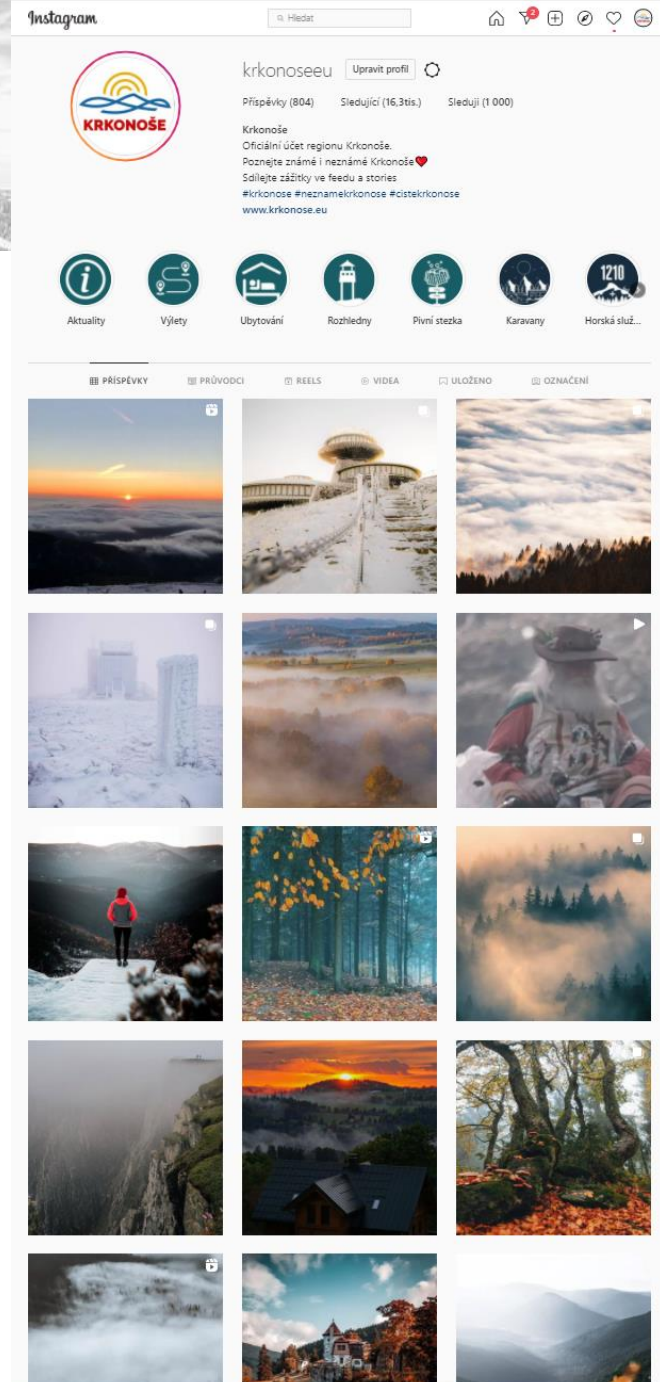 Instagram
Hledat
2
KRKONOŠE
krkonoseeu Upravit profil
Příspěvky (804) Sledující (16,3tis.) Sleduji (1 000)
Krkonoše
Oficiální účet regionu Krkonoše.
Poznejte známé i neznámé Krkonoše❤
Sdílejte zážitky ve feedu a stories
#krkonose #neznamekrkonose #cistekrkonose
www.krkonose.eu
1210
Aktuality Výlety Ubytování Rozhledny Pivní stezka Karavany Horská služ...
PŘÍSPĚVKY PRŮVODCI REELS VIDEA ULOŽENO OZNAČENÍ